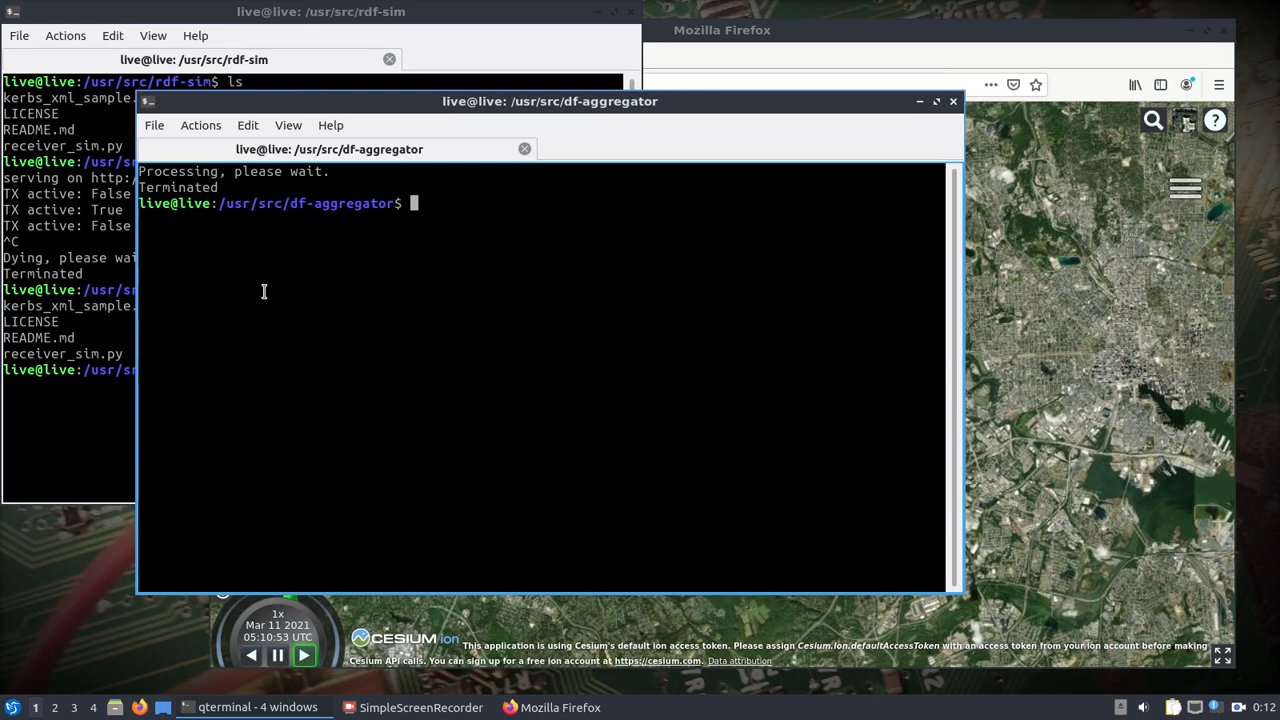 live@live: /usr/src/rdf-sim
File Actions Edit View Help
live@live: /usr/src/rdf-sim
live@live:/usr/src/rdf-sim$ ls
kerbs_xml_sample.
LICENSE
README.md
receiver_sim.py
live@live:/usr/sr
serving on http:/
TX active: False
TX active: True
TX active: False
^C
Dying, please wai
Terminated
live@live:/usr/sr
kerbs_xml_sample.
LICENSE
README.md
receiver_sim.py
live@live:/usr/sr
Mozilla Firefox
live@live: /usr/src/df-aggregator
File Actions Edit View Help
live@live: /usr/src/df-aggregator
Processing, please wait.
Terminated
live@live:/usr/src/df-aggregator$
1x
Mar 11 2021
05:10:53 UTC
CESIUM ion
This application is using Cesium's default ion access token. Please assign Cesium.Ion.defaultAccessToken with an access token from your ion account before making
Cesium API calls. You can sign up for a free ion account at https://cesium.com. Data attribution
1 2 3 4 qterminal - 4 windows SimpleScreenRecorder Mozilla Firefox 0:12